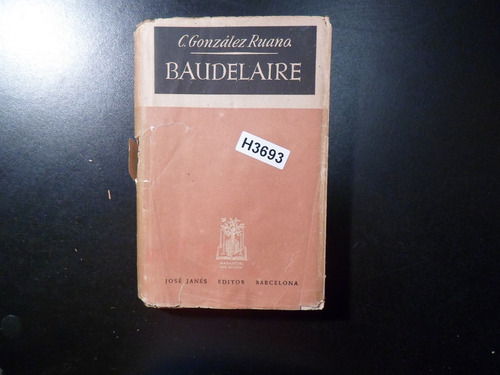 C. González Ruano
BAUDELAIRE
H3693
JOSÉ JANÉS EDITOR BARCELONA